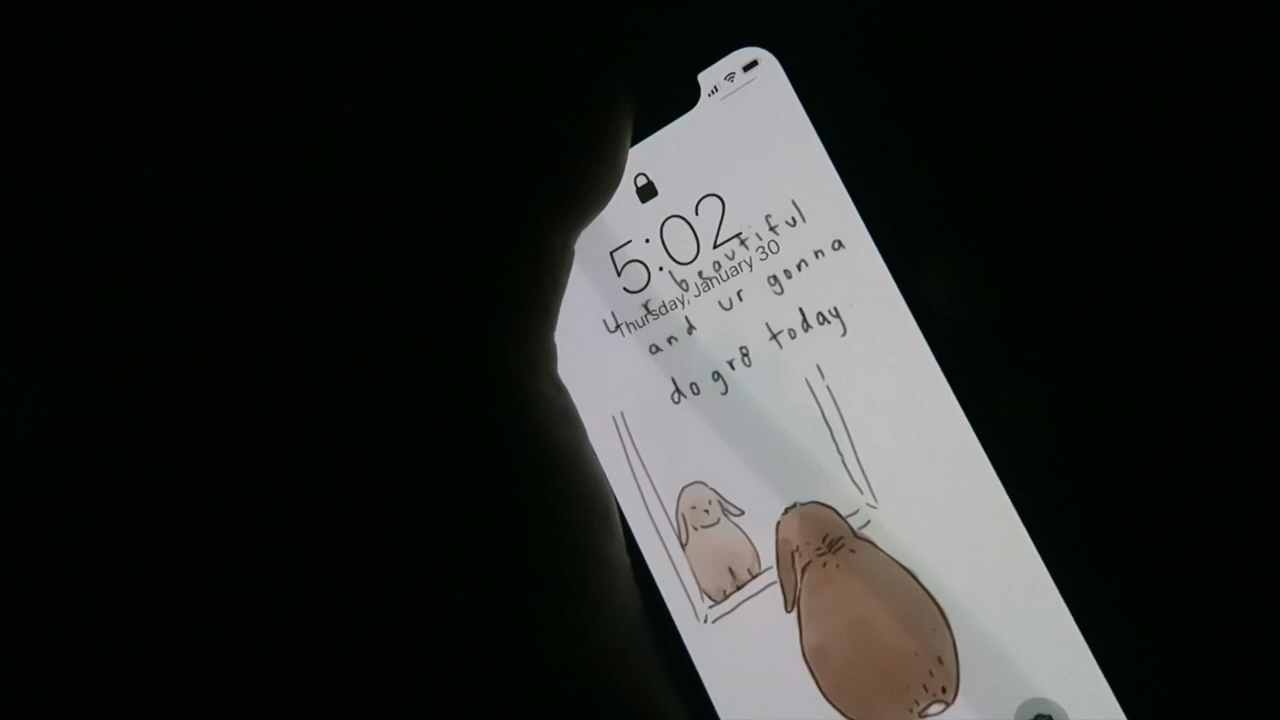 5:02
Thursday, January 30
u r beautiful
and ur gonna
do gr8 today